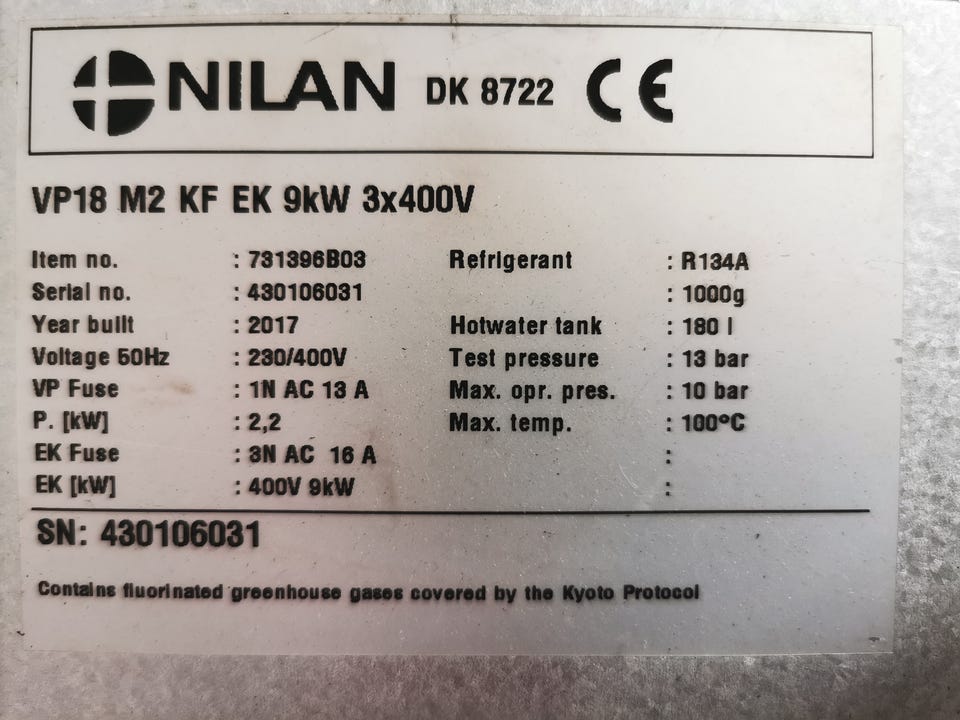 NILAN DK 8722 CE
VP18 M2 KF EK 9kW 3x400V
Item no. : 731396B03 Refrigerant : R134A
Serial no. : 430106031 : 1000g
Year built : 2017 Hotwater tank : 180 l
Voltage 50Hz : 230/400V Test pressure : 13 bar
VP Fuse : 1N AC 13 A Max. opr. pres. : 10 bar
P. [kW] : 2,2 Max. temp. : 100°C
EK Fuse : 3N AC 16 A :
EK [kW] : 400V 9kW :
SN: 430106031
Contains fluorinated greenhouse gases covered by the Kyoto Protocol